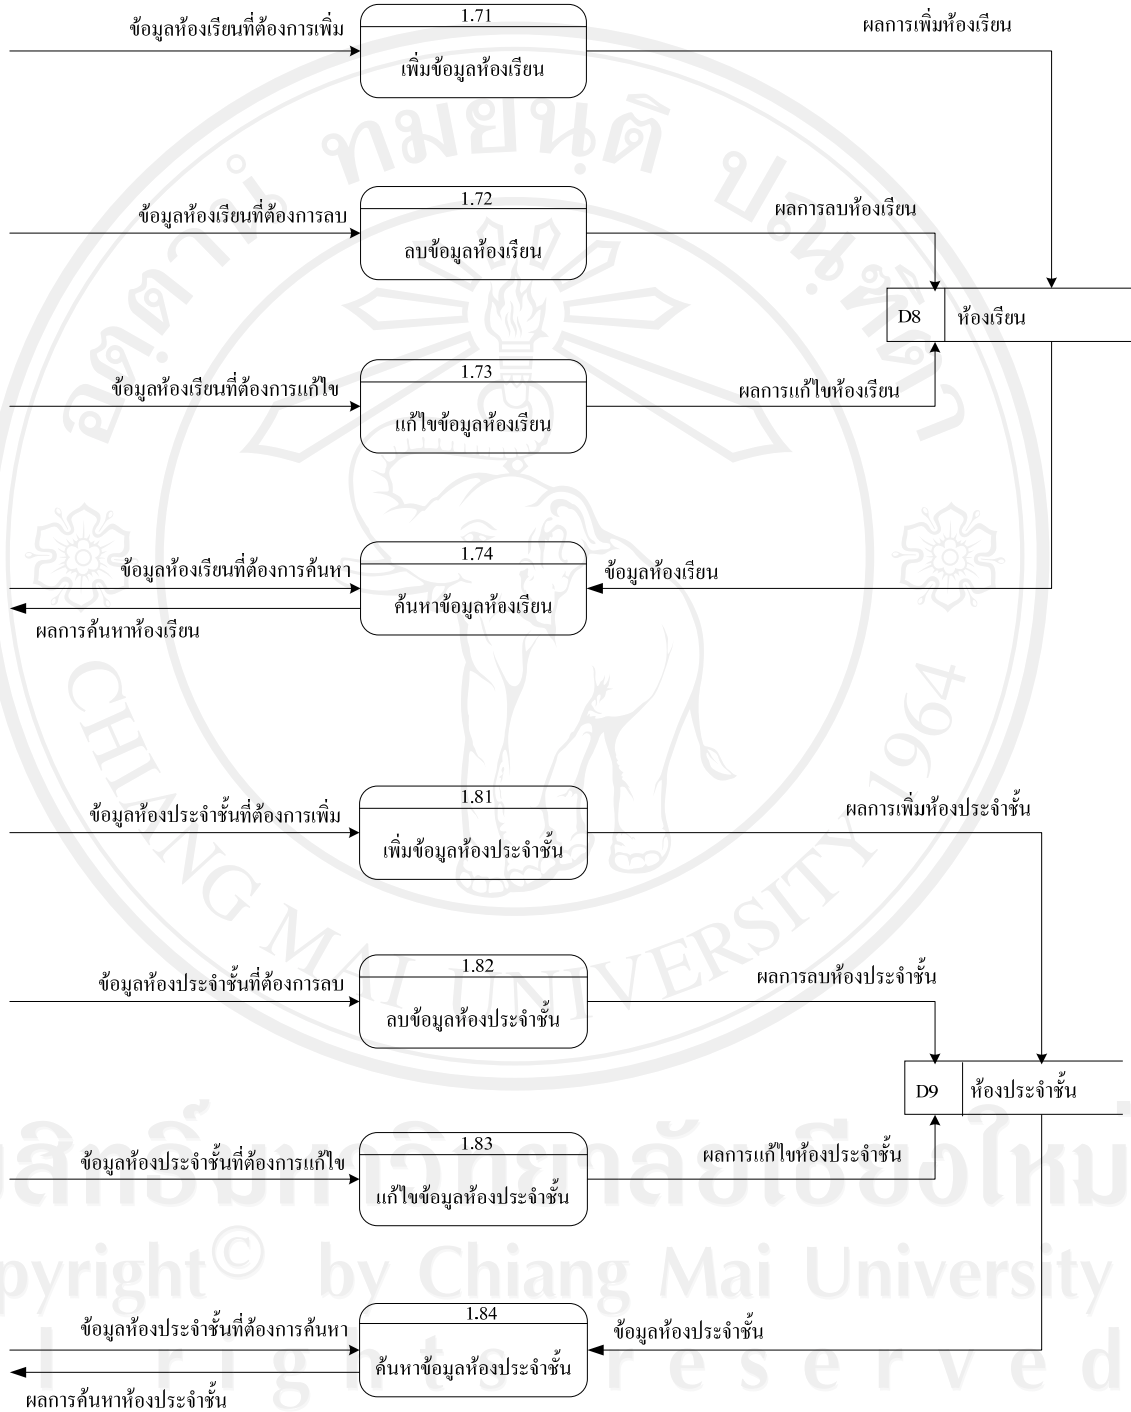 1.71
ข้อมูลห้องเรียนที่ต้องการเพิ่ม
ผลการเพิ่มห้องเรียน
เพิ่มข้อมูลห้องเรียน
1.72
ข้อมูลห้องเรียนที่ต้องการลบ
ผลการลบห้องเรียน
ลบข้อมูลห้องเรียน
D8 ห้องเรียน
1.73
ข้อมูลห้องเรียนที่ต้องการแก้ไข
ผลการแก้ไขห้องเรียน
แก้ไขข้อมูลห้องเรียน
1.74
ข้อมูลห้องเรียนที่ต้องการค้นหา
ข้อมูลห้องเรียน
ค้นหาข้อมูลห้องเรียน
ผลการค้นหาห้องเรียน
1.81
ข้อมูลห้องประจำชั้นที่ต้องการเพิ่ม
ผลการเพิ่มห้องประจำชั้น
เพิ่มข้อมูลห้องประจำชั้น
1.82
ข้อมูลห้องประจำชั้นที่ต้องการลบ
ผลการลบห้องประจำชั้น
ลบข้อมูลห้องประจำชั้น
D9 ห้องประจำชั้น
1.83
ข้อมูลห้องประจำชั้นที่ต้องการแก้ไข
ผลการแก้ไขห้องประจำชั้น
แก้ไขข้อมูลห้องประจำชั้น
1.84
ข้อมูลห้องประจำชั้นที่ต้องการค้นหา
ข้อมูลห้องประจำชั้น
ค้นหาข้อมูลห้องประจำชั้น
ผลการค้นหาห้องประจำชั้น
CHIANG MAI UNIVERSITY 1964
by Chiang Mai University
rights reserved